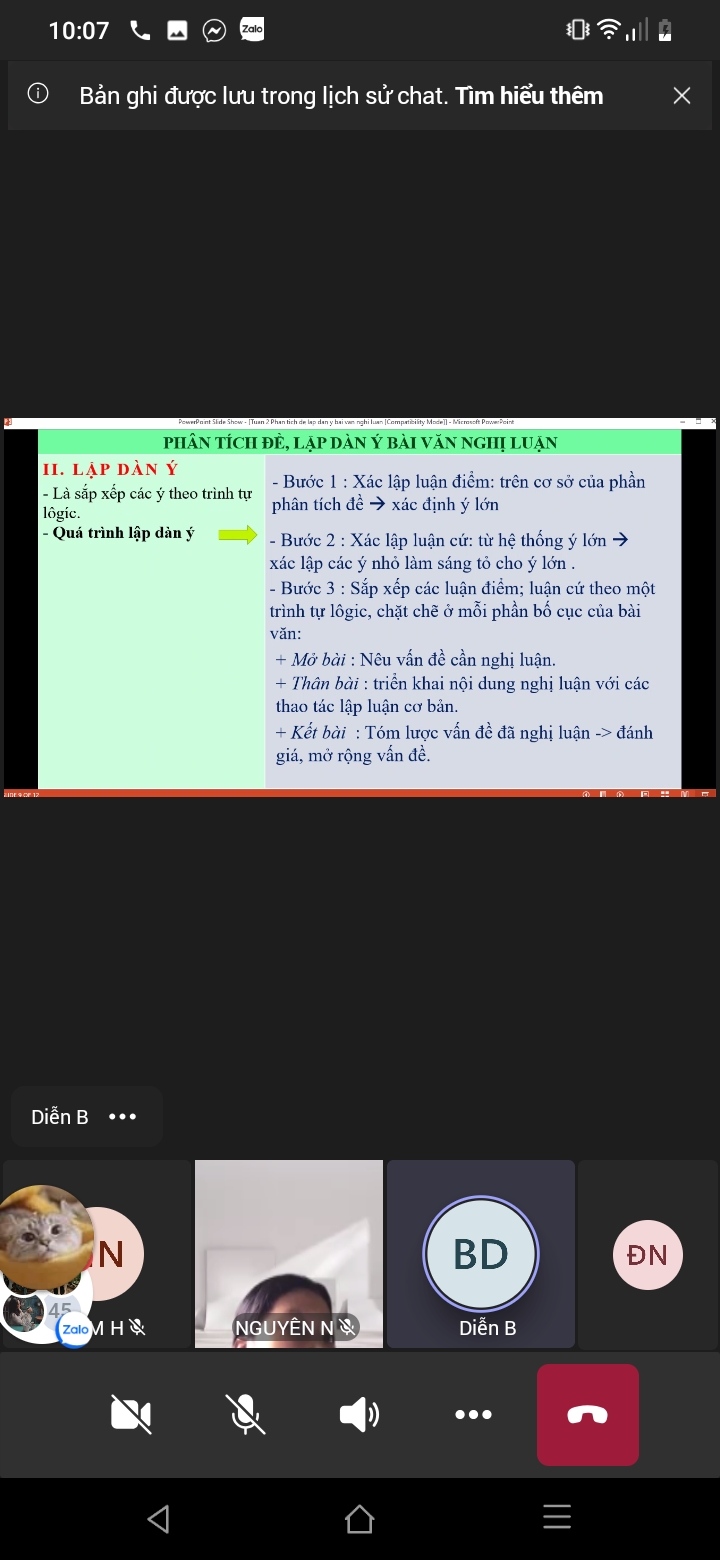 10:07
Zalo
Bản ghi được lưu trong lịch sử chat. Tìm hiểu thêm
PowerPoint Slide Show - [Tuan 2 Phan tich de lap dan y bai van nghi luan [Compatibility Mode]] - Microsoft PowerPoint
PHÂN TÍCH ĐỀ, LẬP DÀN Ý BÀI VĂN NGHỊ LUẬN
II. LẬP DÀN Ý
- Là sắp xếp các ý theo trình tự
lôgíc.
- Quá trình lập dàn ý
- Bước 1 : Xác lập luận điểm: trên cơ sở của phần
phân tích đề → xác định ý lớn
- Bước 2 : Xác lập luận cứ: từ hệ thống ý lớn →
xác lập các ý nhỏ làm sáng tỏ cho ý lớn .
- Bước 3 : Sắp xếp các luận điểm; luận cứ theo một
trình tự lôgic, chặt chẽ ở mỗi phần bố cục của bài
văn:
+ Mở bài : Nêu vấn đề cần nghị luận.
+ Thân bài : triển khai nội dung nghị luận với các
thao tác lập luận cơ bản.
+ Kết bài : Tóm lược vấn đề đã nghị luận -> đánh
giá, mở rộng vấn đề.
SLIDE 9 OF 12
Diễn B
N
45
Zalo
M H
NGUYÊN N
BD
Diễn B
ĐN